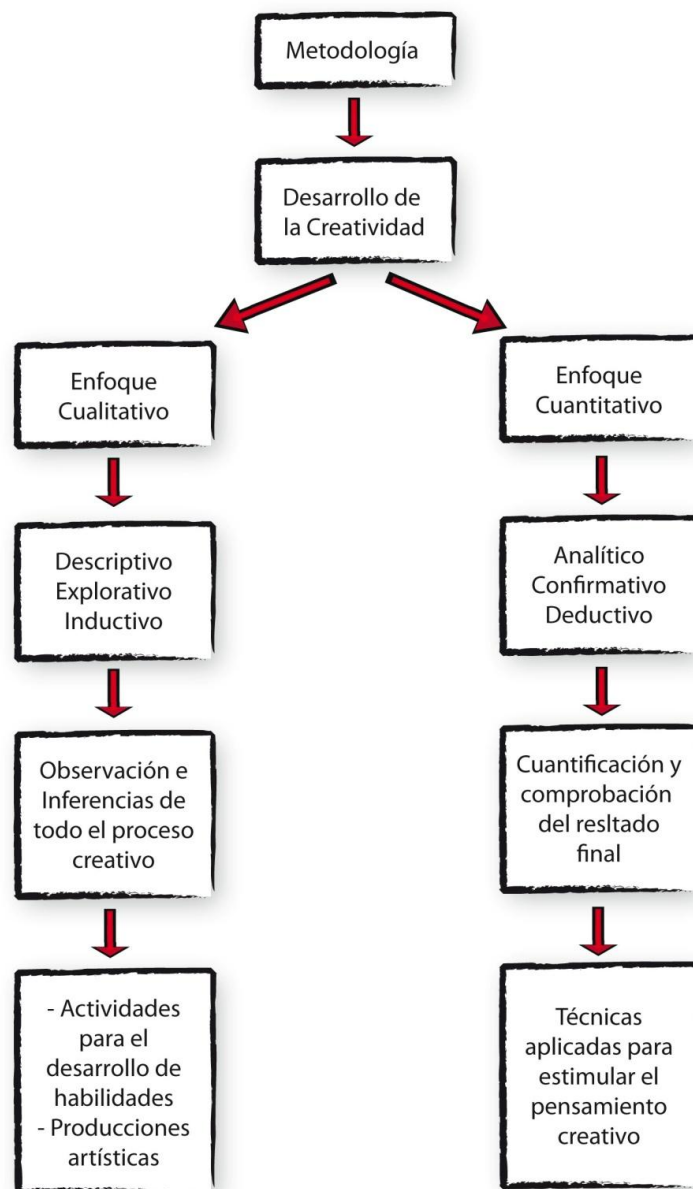 Metodología
Desarrollo de
la Creatividad
Enfoque
Cualitativo
Descriptivo
Explorativo
Inductivo
Observación e
Inferencias de
todo el proceso
creativo
- Actividades
para el
desarrollo de
habilidades
- Producciones
artísticas
Enfoque
Cuantitativo
Analítico
Confirmativo
Deductivo
Cuantificación y
comprobación
del resltado
final
Técnicas
aplicadas para
estimular el
pensamiento
creativo